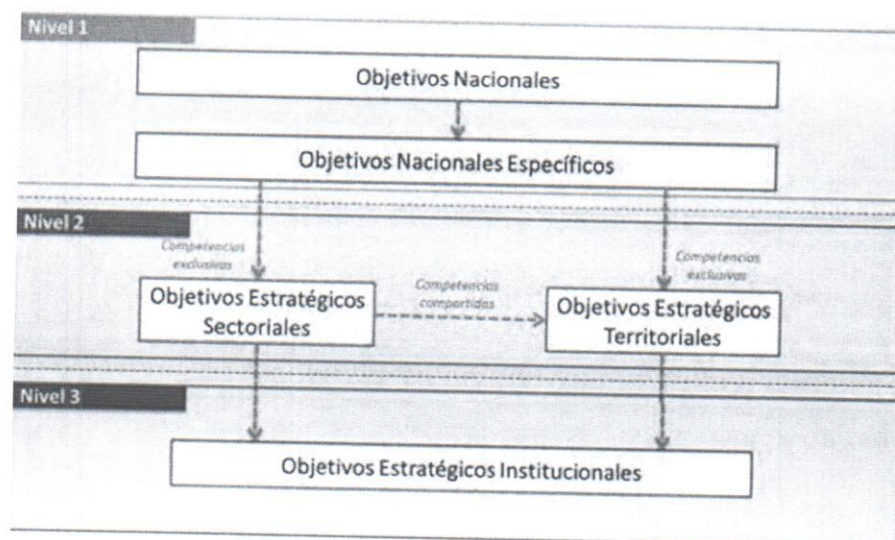 Nivel 1
Objetivos Nacionales
Objetivos Nacionales Específicos
Nivel 2
Competencias
exclusivas
Competencias
exclusivas
Competencias
compartidas
Objetivos Estratégicos
Sectoriales
Objetivos Estratégicos
Territoriales
Nivel 3
Objetivos Estratégicos Institucionales